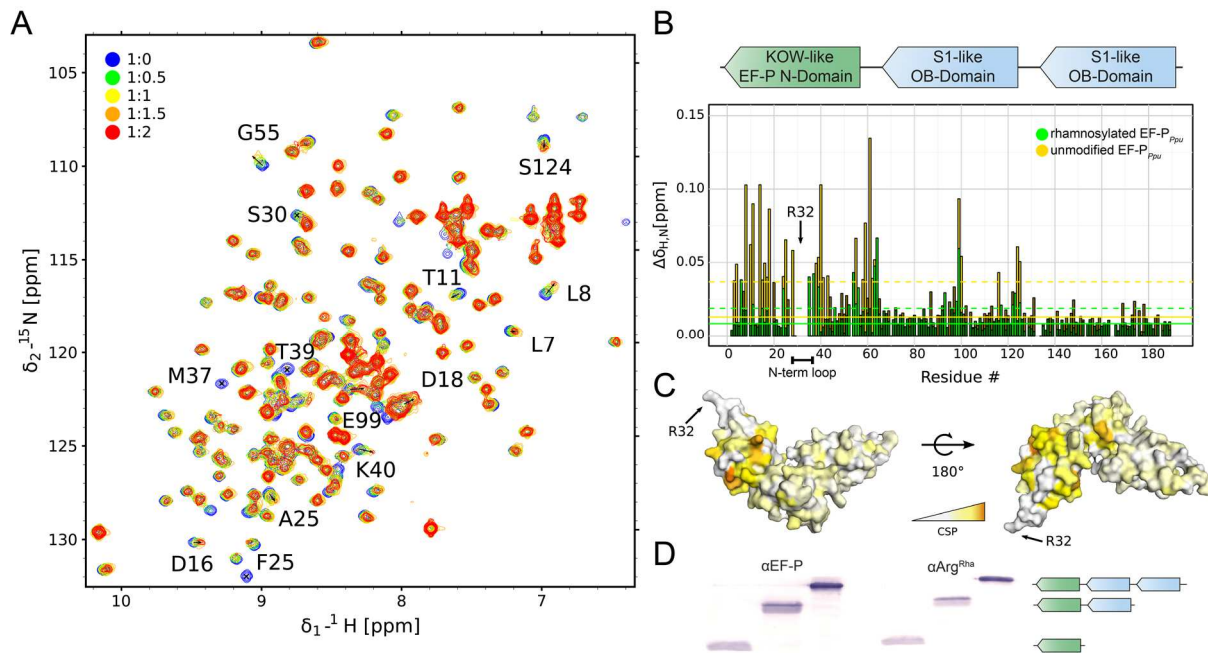 A
1:0
1:0.5
1:1
1:1.5
1:2
G55
S30
S124
T11
L8
L7
T39
M37
D18
E99
K40
A25
D16
F25
105
110
115
120
125
130
10
9
8
7
δ2-15N [ppm]
δ1-1H [ppm]
B
KOW-like
EF-P N-Domain
S1-like
OB-Domain
S1-like
OB-Domain
rhamnosylated EF-PPpu
unmodified EF-PPpu
R32
0.15
0.10
0.05
0.00
ΔδH,N[ppm]
0
20
40
60
80
100
120
140
160
180
200
N-term loop
Residue #
C
R32
180°
CSP
R32
D
αEF-P
αArgRha